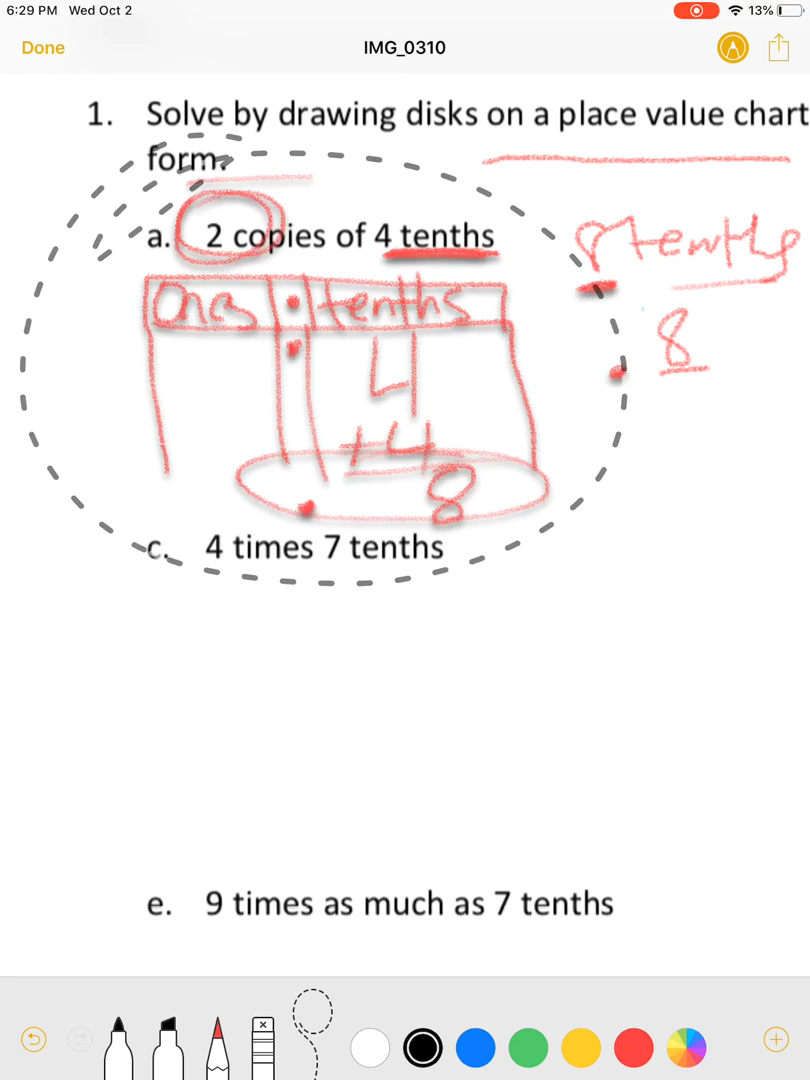 6:29 PM Wed Oct 2 13%
Done IMG_0310
1. Solve by drawing disks on a place value chart
form.
a. 2 copies of 4 tenths
8 tenths
Ones . tenths
. 4
+4
. 8
. 8
c. 4 times 7 tenths
e. 9 times as much as 7 tenths